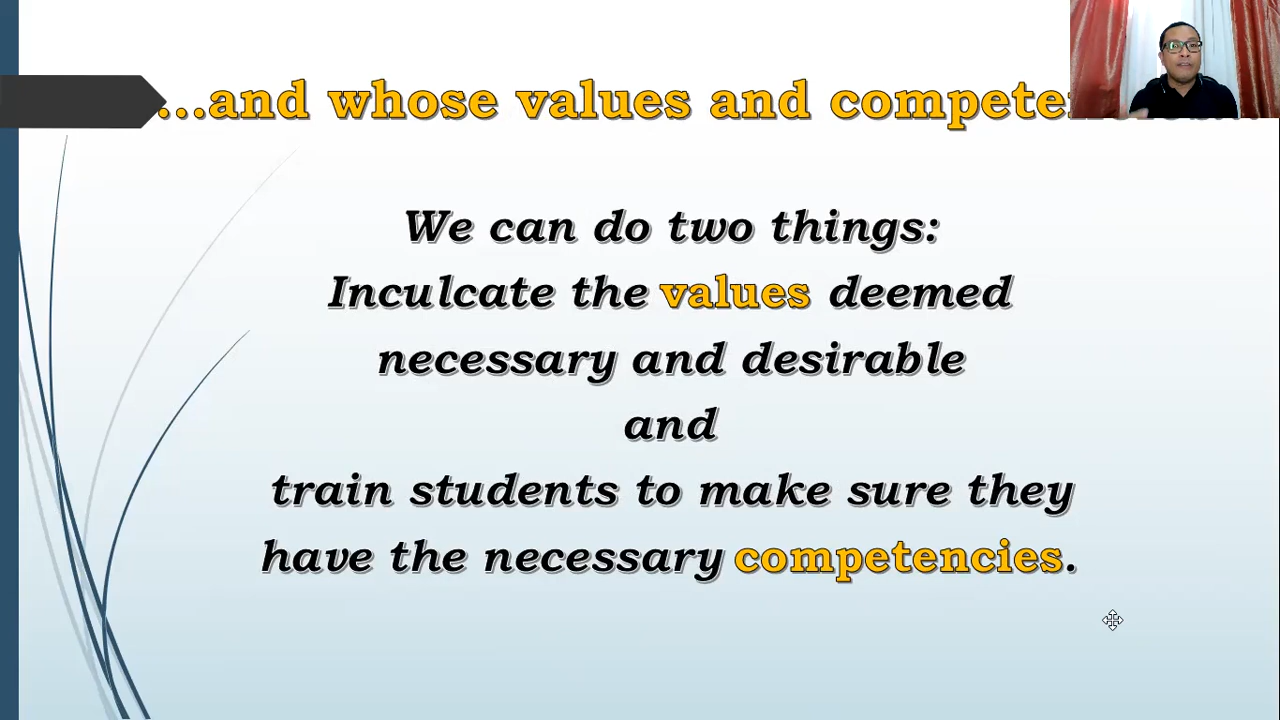 ...and whose values and
We can do two things:
Inculcate the values deemed
necessary and desirable
and
train students to make sure they
have the necessary competencies.